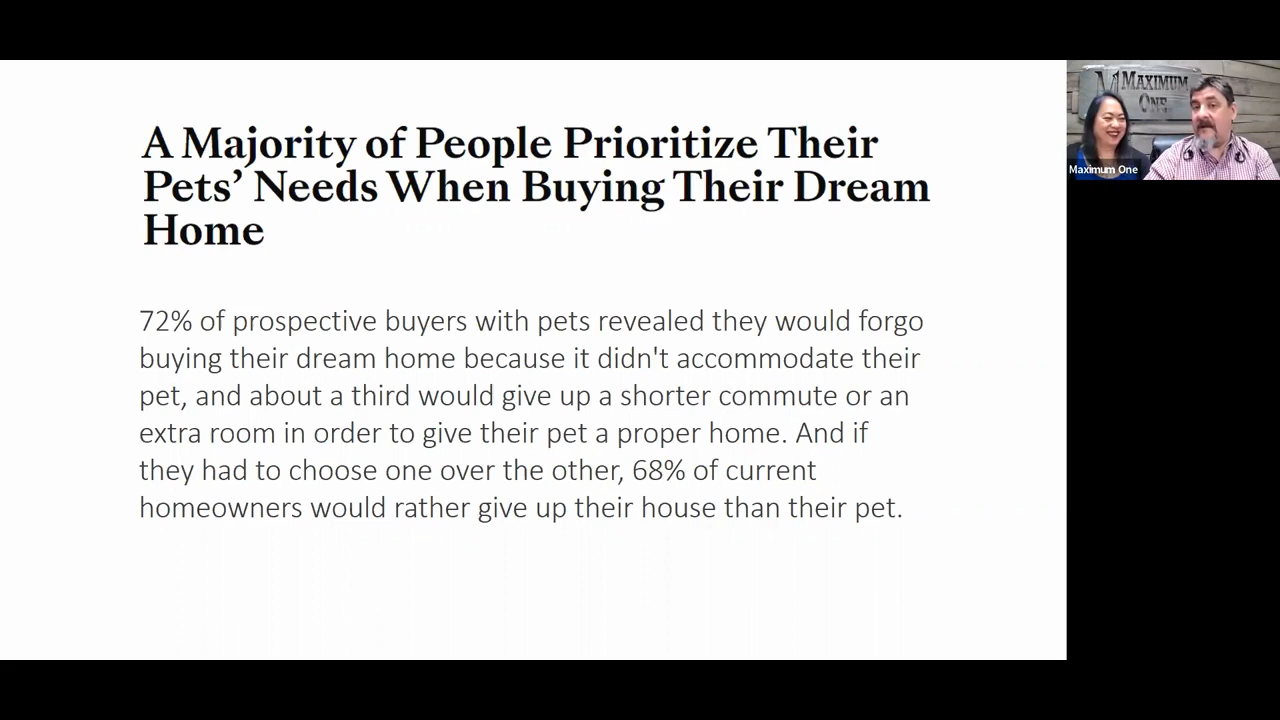 A Majority of People Prioritize Their
Pets’ Needs When Buying Their Dream
Home
72% of prospective buyers with pets revealed they would forgo
buying their dream home because it didn't accommodate their
pet, and about a third would give up a shorter commute or an
extra room in order to give their pet a proper home. And if
they had to choose one over the other, 68% of current
homeowners would rather give up their house than their pet.
MAXIMUM
ONE
Maximum One